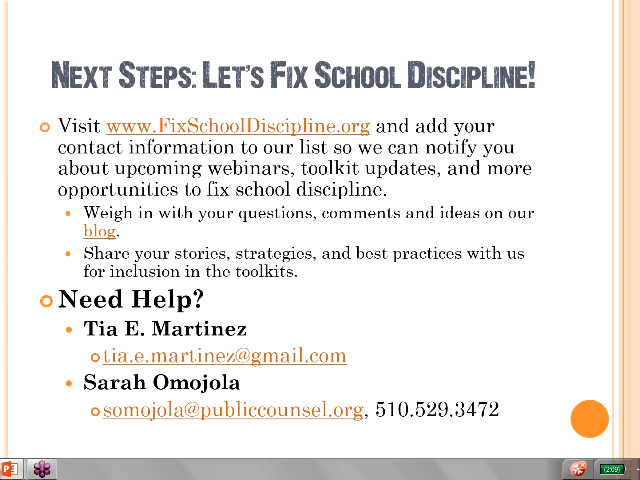 Next Steps: Let's Fix School Discipline!
Visit www.FixSchoolDiscipline.org and add your
contact information to our list so we can notify you
about upcoming webinars, toolkit updates, and more
opportunities to fix school discipline.
Weigh in with your questions, comments and ideas on our
blog.
Share your stories, strategies, and best practices with us
for inclusion in the toolkits.
Need Help?
Tia E. Martinez
tia.e.martinez@gmail.com
Sarah Omojola
somojola@publiccounsel.org, 510.529.3472
(2:09)